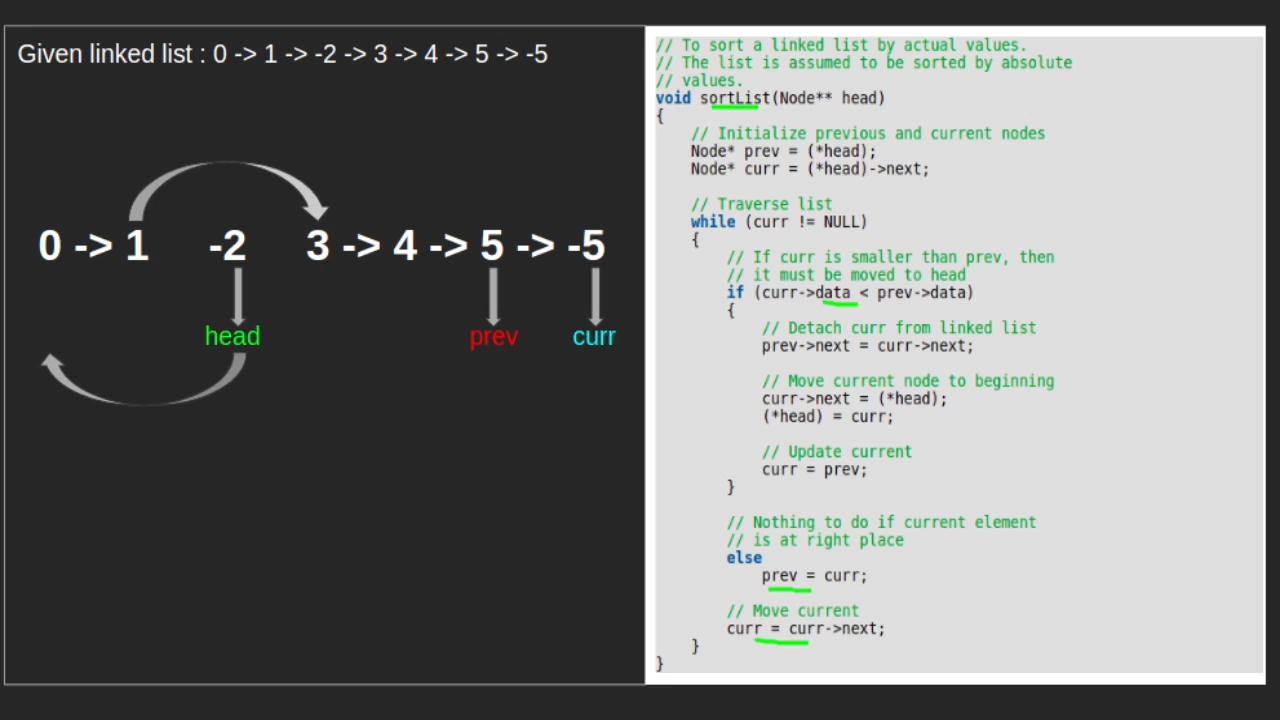 Given linked list : 0 -> 1 -> -2 -> 3 -> 4 -> 5 -> -5
0 -> 1 -2 3 -> 4 -> 5 -> -5
head prev curr
// To sort a linked list by actual values.
// The list is assumed to be sorted by absolute
// values.
void sortList(Node** head)
{
    // Initialize previous and current nodes
    Node* prev = (*head);
    Node* curr = (*head)->next;

    // Traverse list
    while (curr != NULL)
    {
        // If curr is smaller than prev, then
        // it must be moved to head
        if (curr->data < prev->data)
        {
            // Detach curr from linked list
            prev->next = curr->next;

            // Move current node to beginning
            curr->next = (*head);
            (*head) = curr;

            // Update current
            curr = prev;
        }

        // Nothing to do if current element
        // is at right place
        else
            prev = curr;

        // Move current
        curr = curr->next;
    }
}